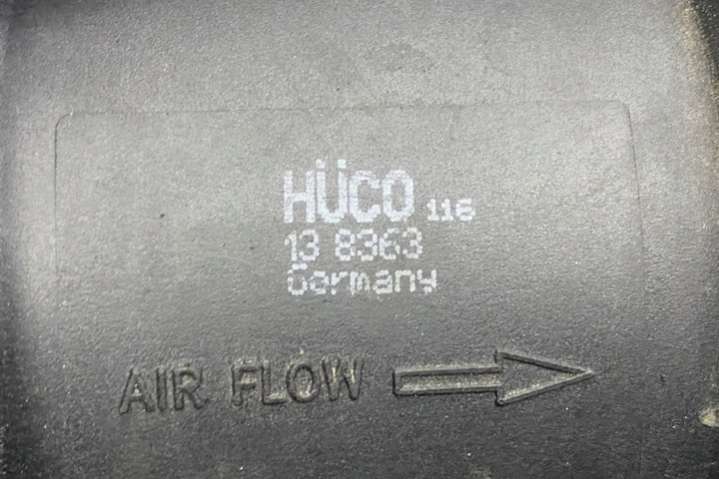 HÜCO 116
13 8363
Germany
AIR FLOW